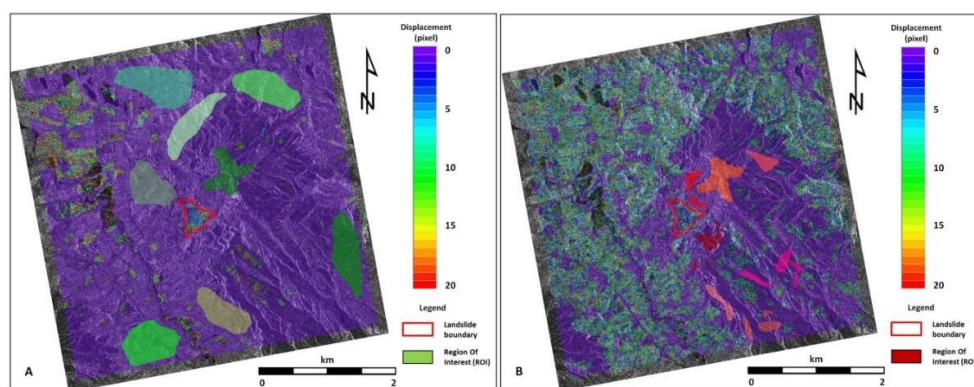 Displacement
(pixel)
0
5
10
15
20
N
Legend
Landslide
boundary
Region Of
Interest (ROI)
km
0
2
A
Displacement
(pixel)
0
5
10
15
20
N
Legend
Landslide
boundary
Region Of
Interest (ROI
km
0
2
B